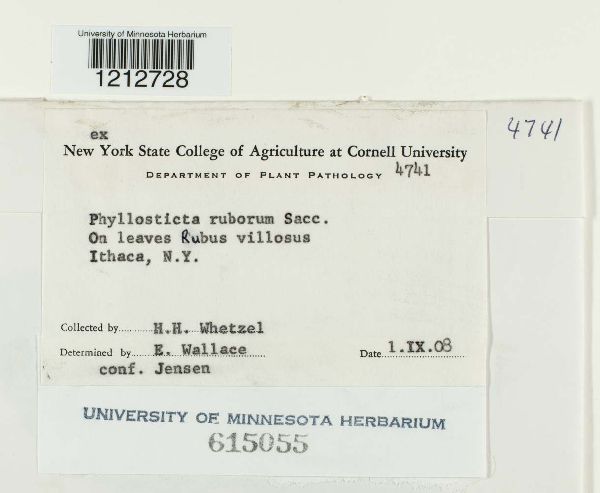 University of Minnesota Herbarium
1212728
4741
ex
New York State College of Agriculture at Cornell University
DEPARTMENT OF PLANT PATHOLOGY 4741
Phyllosticta ruborum Sacc.
On leaves Rubus villosus
Ithaca, N.Y.
Collected by H.H. Whetzel
Determined by E. Wallace Date 1.IX.08
conf. Jensen
UNIVERSITY OF MINNESOTA HERBARIUM
615055